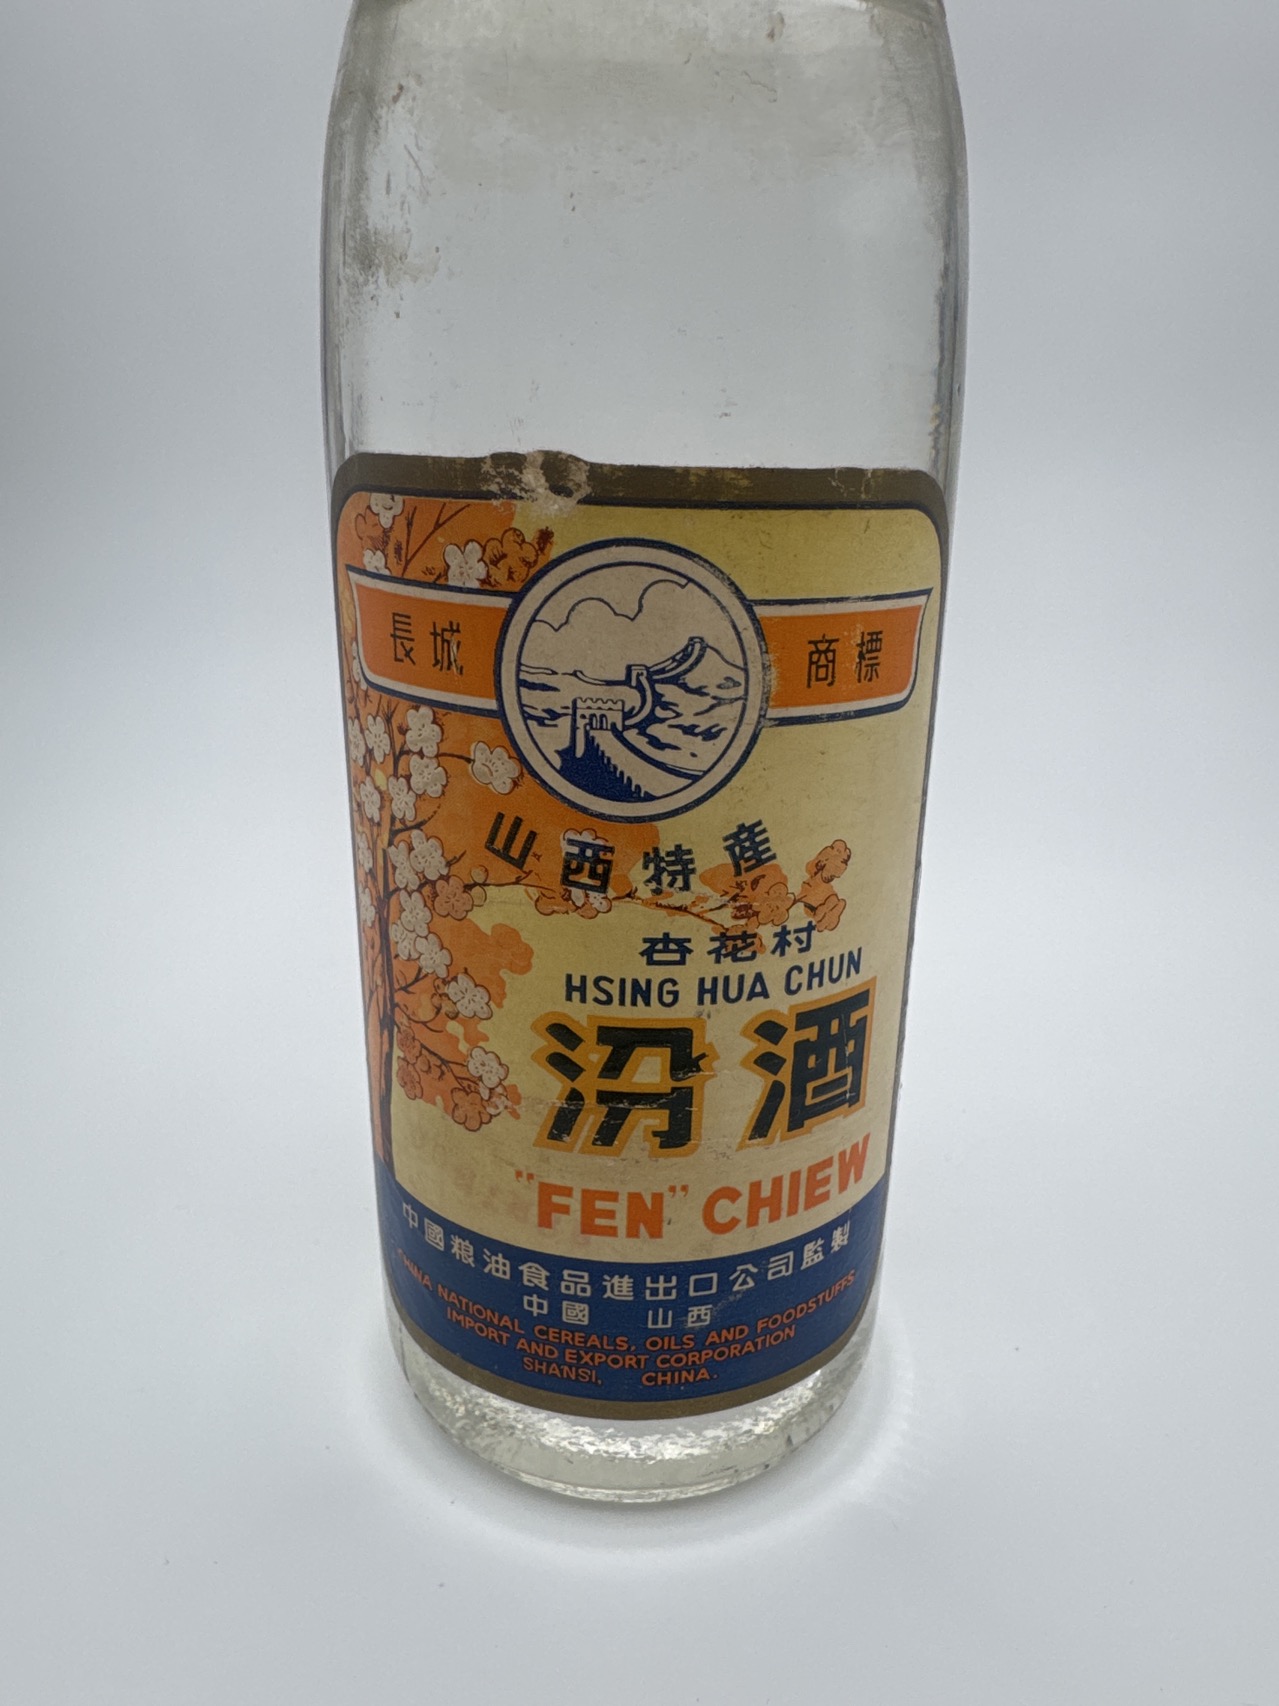 長城 商標
山西特產
杏花村
HSING HUA CHUN
汾酒
"FEN" CHIEW
中國粮油食品進出口公司監製
中國 山西
CHINA NATIONAL CEREALS, OILS AND FOODSTUFFS
IMPORT AND EXPORT CORPORATION
SHANSI, CHINA.